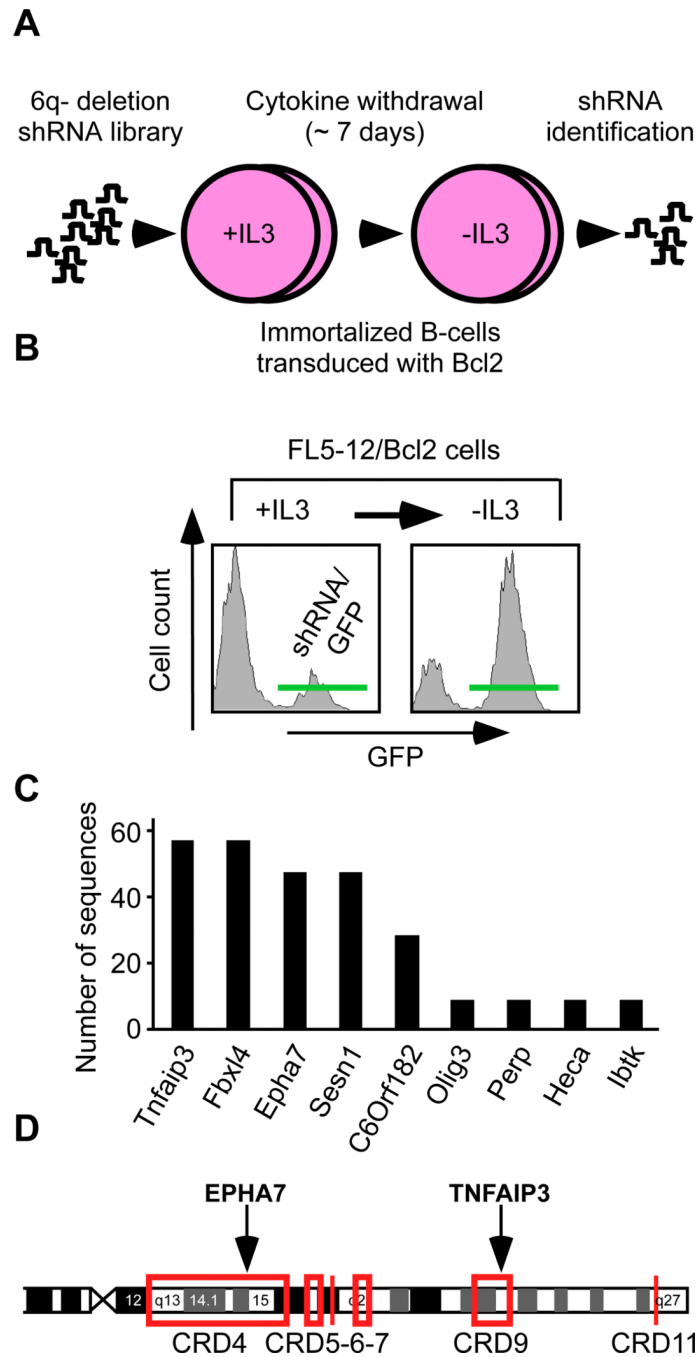 A
6q- deletion
shRNA library
Cytokine withdrawal
(~ 7 days)
shRNA
identification
+IL3
-IL3
Immortalized B-cells
transduced with Bcl2
B
FL5-12/Bcl2 cells
+IL3
-IL3
Cell count
shRNA/
GFP
GFP
C
Number of sequences
60
40
20
0
Tnfaip3
Fbxl4
Epha7
Sesn1
C6Orf182
Olig3
Perp
Heca
Ibtk
D
EPHA7
TNFAIP3
12
q13
14.1
15
q27
CRD4
CRD5-6-7
CRD9
CRD11